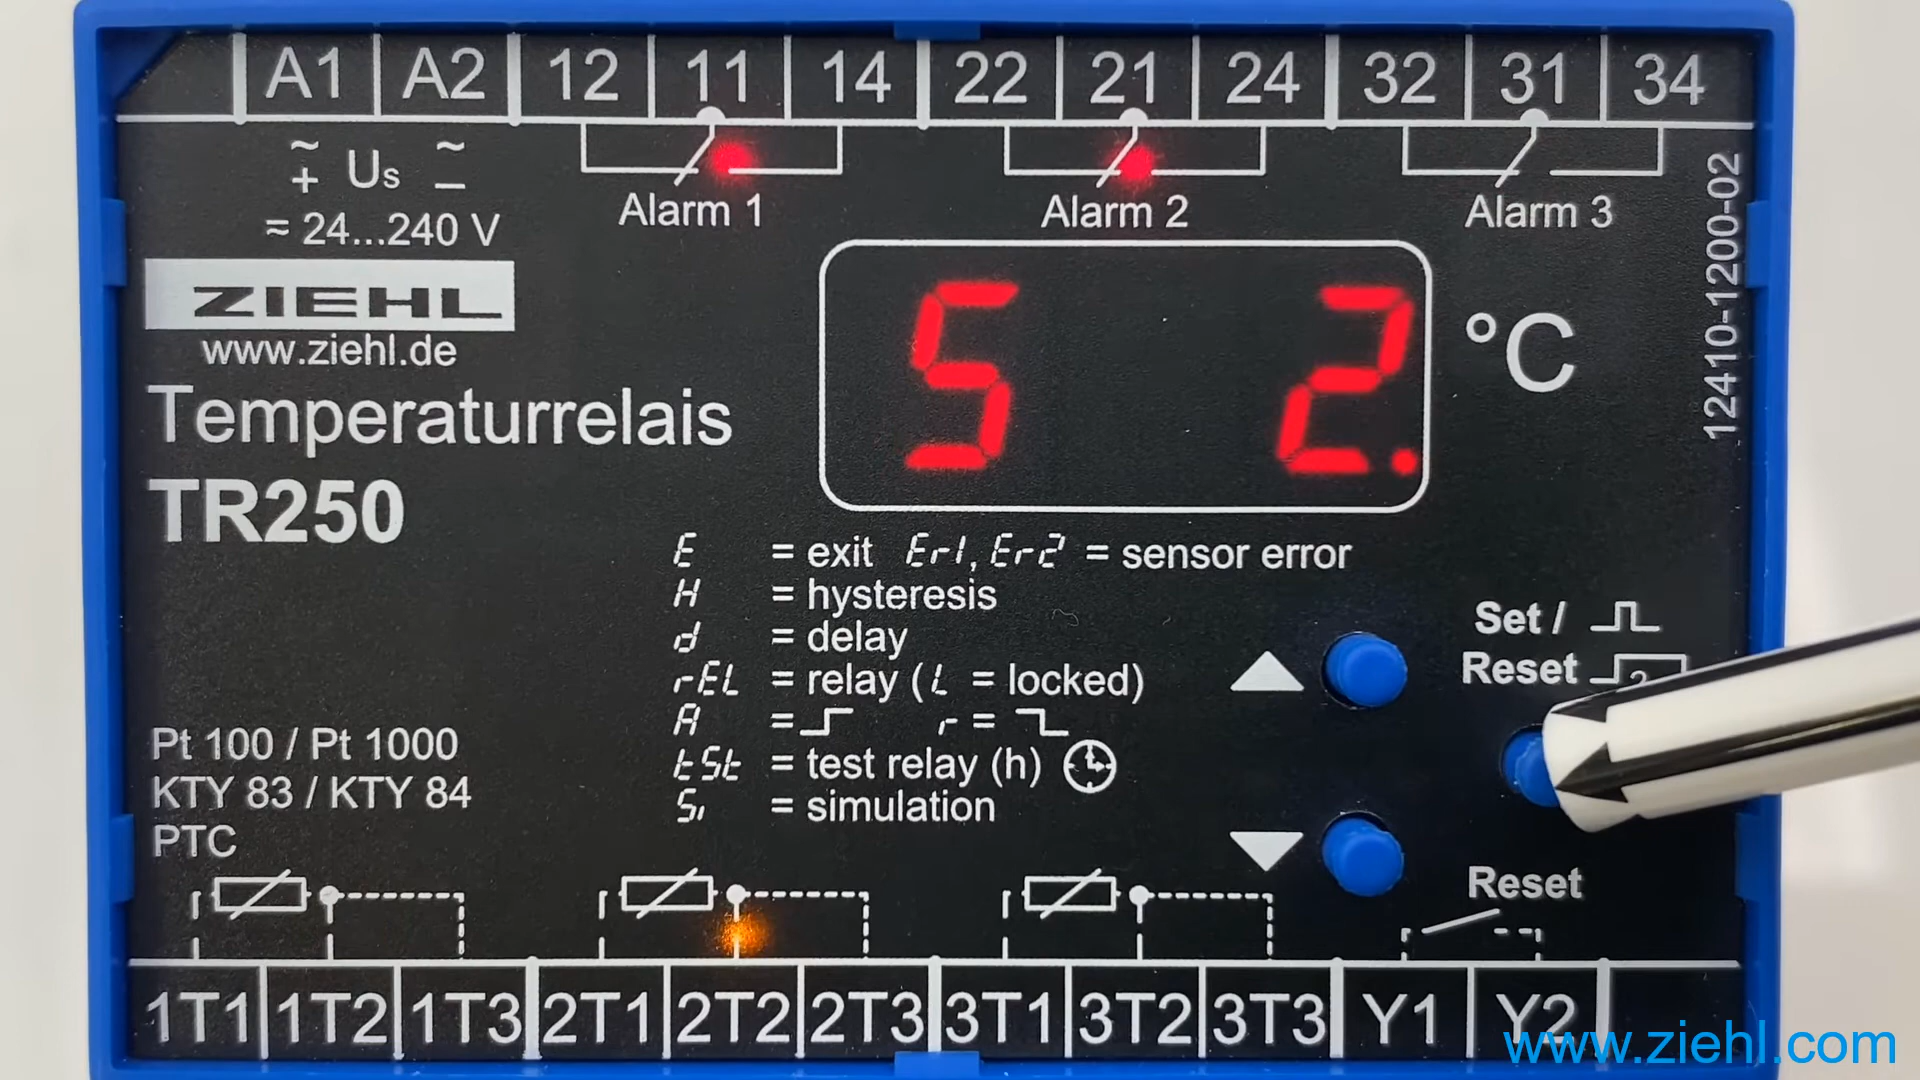 A1 A2 12 11 14 22 21 24 32 31 34
~ Us ~
+ –
≂ 24...240 V
Alarm 1 Alarm 2 Alarm 3
12410-1200-02
ZIEHL
www.ziehl.de
Temperaturrelais
TR250
5 2.
°C
E = exit Er1, Er2 = sensor error
H = hysteresis
d = delay
rEL = relay (L = locked)
A = r =
tSt = test relay (h)
Si = simulation
Set /
Reset
Pt 100 / Pt 1000
KTY 83 / KTY 84
PTC
Reset
1T1 1T2 1T3 2T1 2T2 2T3 3T1 3T2 3T3 Y1 Y2
www.ziehl.com